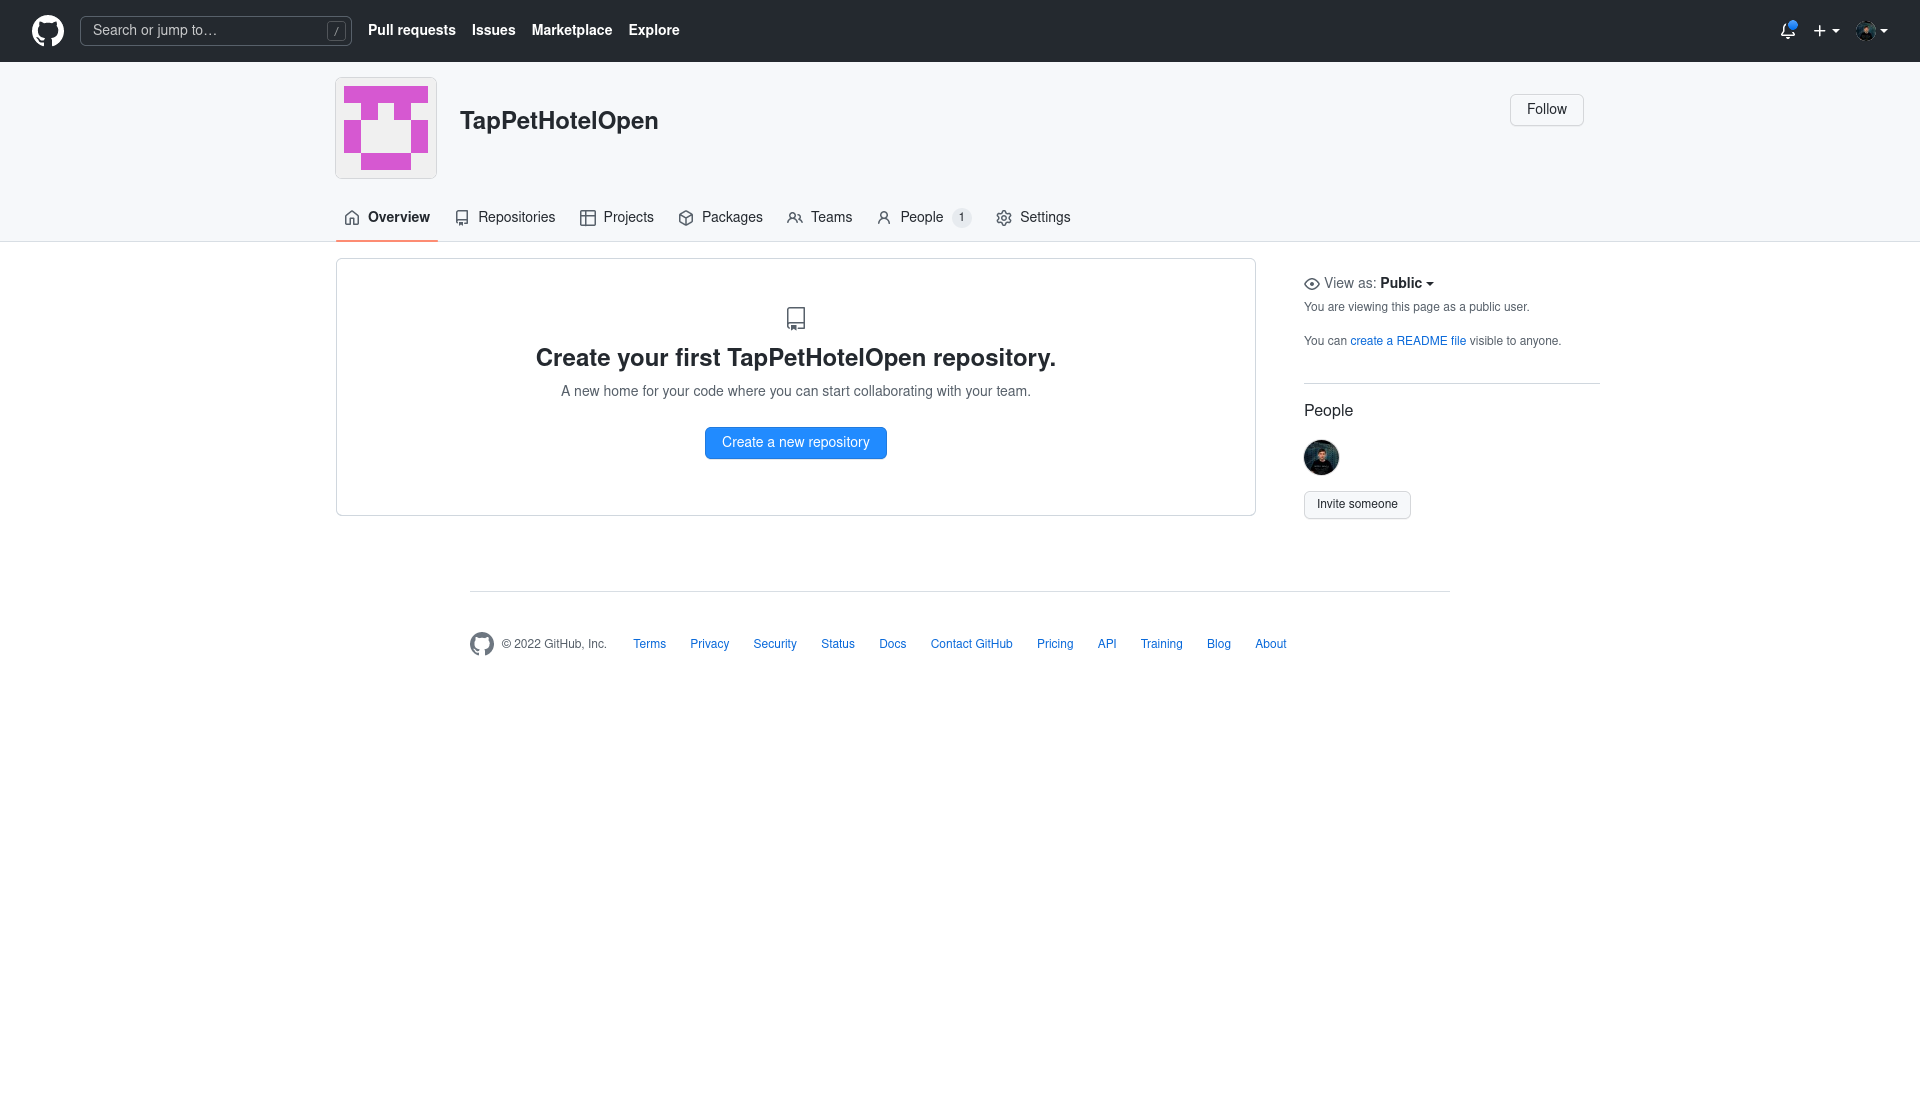 Search or jump to… /
Pull requests Issues Marketplace Explore
TapPetHotelOpen
Follow
Overview Repositories Projects Packages Teams People 1 Settings
Create your first TapPetHotelOpen repository.
A new home for your code where you can start collaborating with your team.
Create a new repository
View as: Public
You are viewing this page as a public user.
You can create a README file visible to anyone.
People
Invite someone
© 2022 GitHub, Inc. Terms Privacy Security Status Docs Contact GitHub Pricing API Training Blog About